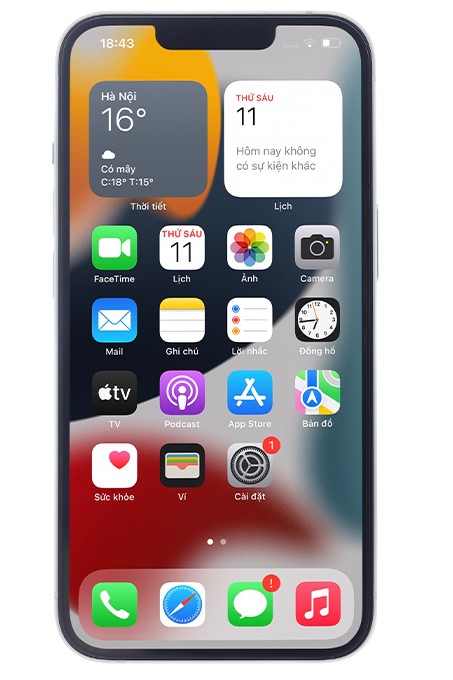 18:43
Hà Nội
16°
Có mây
C:18° T:15°
Thời tiết
THỨ SÁU
11
Hôm nay không
có sự kiện khác
Lịch
FaceTime
THỨ SÁU
11
Lịch
Ảnh
Camera
Mail
Ghi chú
Lời nhắc
Đồng hồ
tv
TV
Podcast
App Store
Bản đồ
Sức khỏe
Ví
1
Cài đặt
!